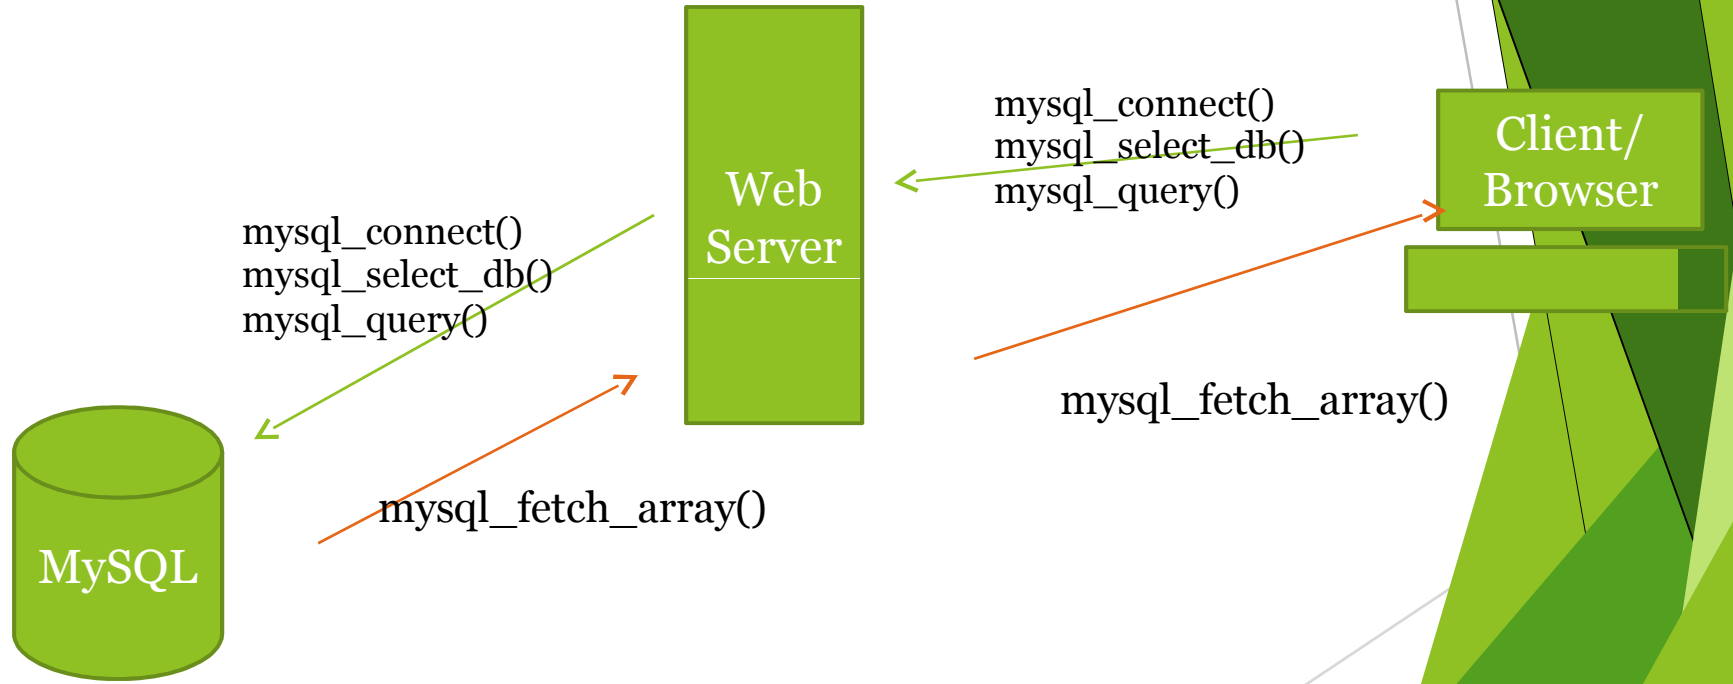 mysql_connect()
mysql_select_db()
mysql_query()
Client/
Browser
Web
Server
mysql_connect()
mysql_select_db()
mysql_query()
mysql_fetch_array()
mysql_fetch_array()
MySQL